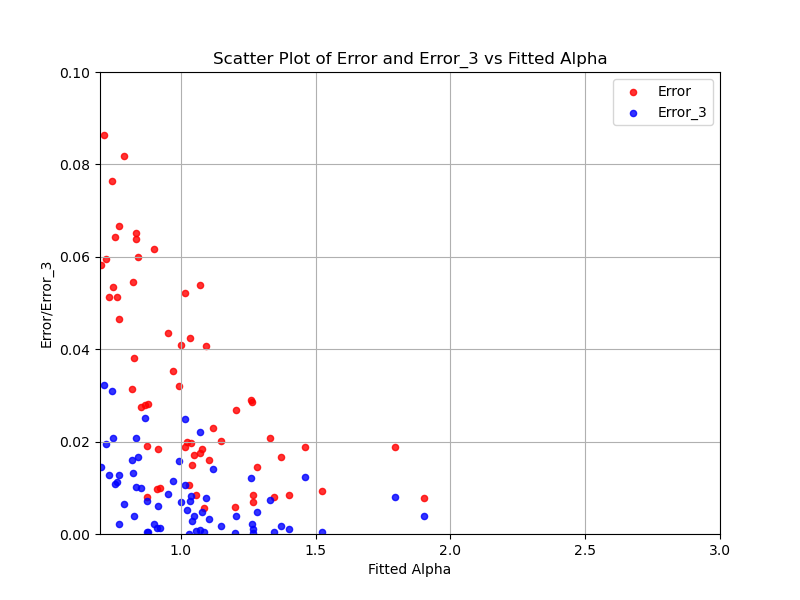 Scatter Plot of Error and Error_3 vs Fitted Alpha
Error
Error_3
0.10
0.08
0.06
0.04
0.02
0.00
Error/Error_3
1.0 1.5 2.0 2.5 3.0
Fitted Alpha